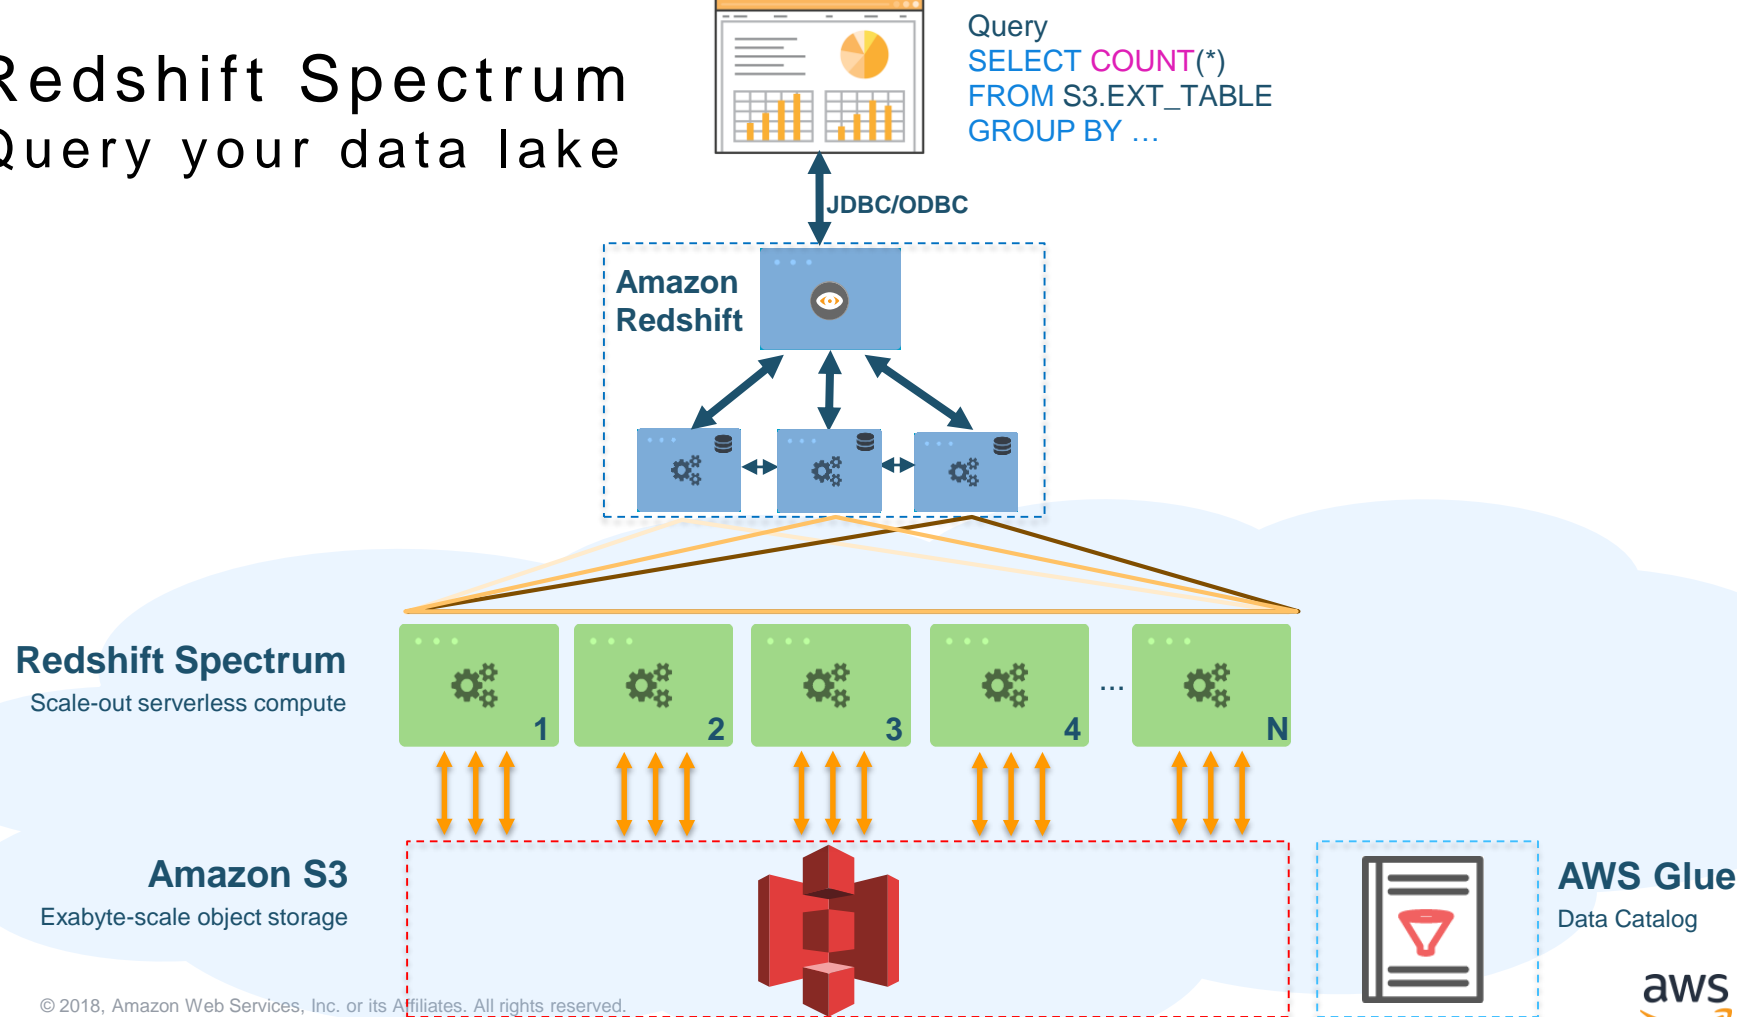 Redshift Spectrum
Query your data lake
Query
SELECT COUNT(*)
FROM S3.EXT_TABLE
GROUP BY …
JDBC/ODBC
Amazon
Redshift
Redshift Spectrum
Scale-out serverless compute
1
2
3
4
...
N
Amazon S3
Exabyte-scale object storage
AWS Glue
Data Catalog
© 2018, Amazon Web Services, Inc. or its Affiliates. All rights reserved.
aws